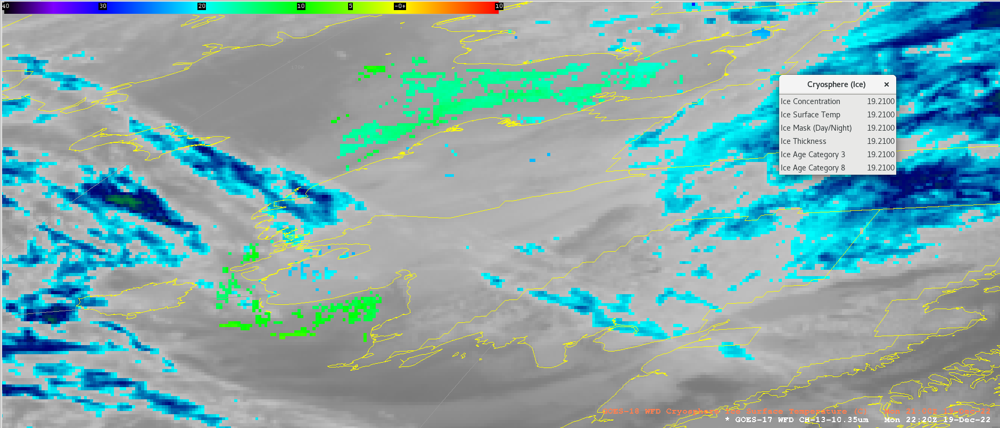 40 30 20 10 5 -0+ 10
Cryosphere (Ice) ×
Ice Concentration 19.2100
Ice Surface Temp 19.2100
Ice Mask (Day/Night) 19.2100
Ice Thickness 19.2100
Ice Age Category 3 19.2100
Ice Age Category 8 19.2100
GOES-18 WFD Cryosphere Ice Surface Temperature (C) Mon 21:00Z 19-Dec-22
* GOES-17 WFD CH-13-10.35um Mon 22:20Z 19-Dec-22